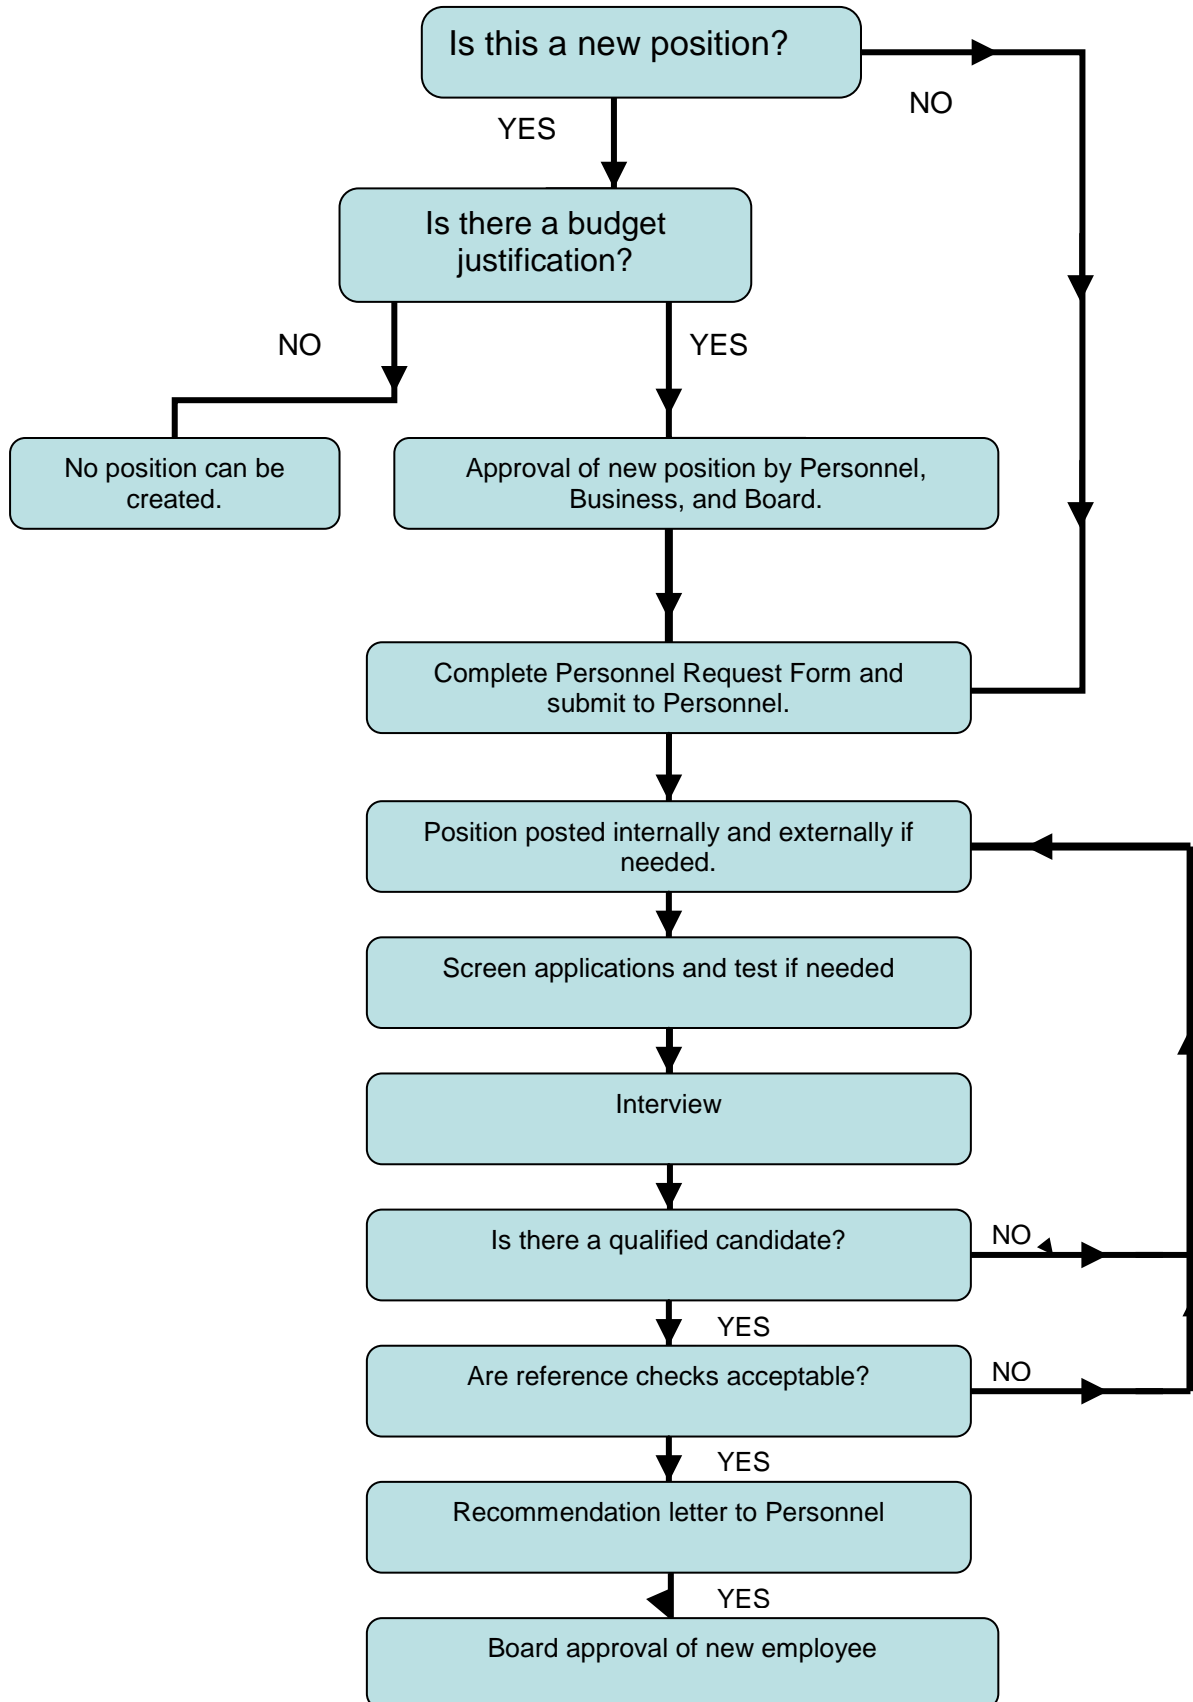 Is this a new position?
NO
YES
Is there a budget
justification?
NO
YES
No position can be
created.
Approval of new position by Personnel,
Business, and Board.
Complete Personnel Request Form and
submit to Personnel.
Position posted internally and externally if
needed.
Screen applications and test if needed
Interview
Is there a qualified candidate?
NO
YES
Are reference checks acceptable?
NO
YES
Recommendation letter to Personnel
YES
Board approval of new employee